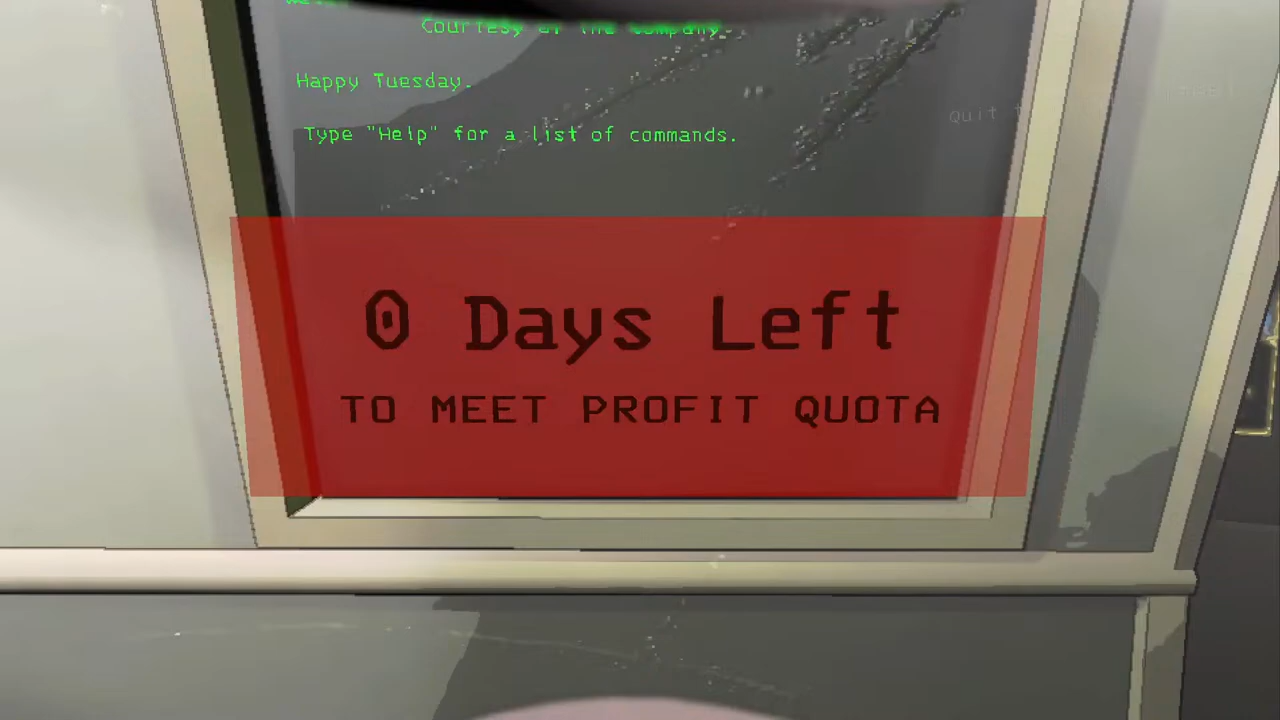 Courtesy of the Company
Happy Tuesday.
Type "Help" for a list of commands.
Quit
0 Days Left
TO MEET PROFIT QUOTA